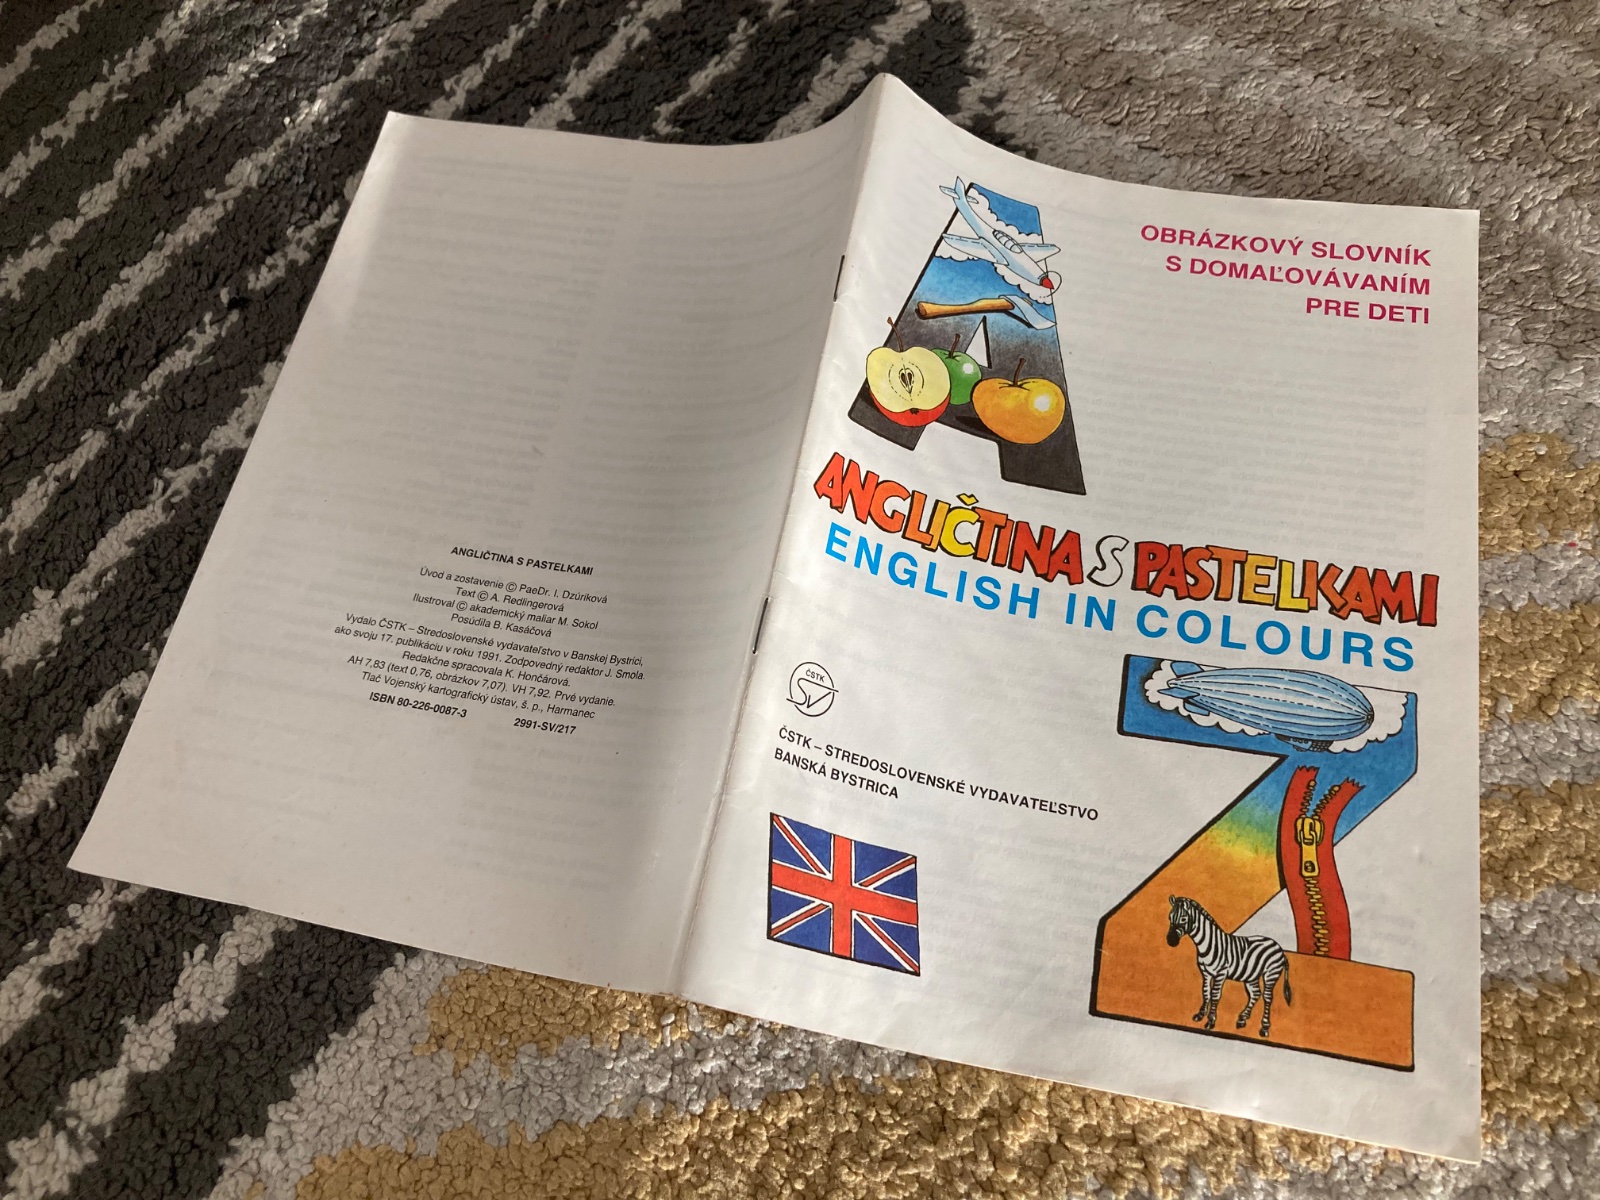 ANGLIČTINA S PASTELKAMI
Úvod a zostavenie © PaeDr. I. Dzúriková
Text © A. Redlingerová
Ilustroval © akademický maliar M. Sokol
Posúdila B. Kasáčová
Vydalo ČSTK – Stredoslovenské vydavateľstvo v Banskej Bystrici,
ako svoju 17. publikáciu v roku 1991. Zodpovedný redaktor J. Smola.
Redakčne spracovala K. Hončárová.
AH 7,83 (text 0,76, obrázkov 7,07). VH 7,92. Prvé vydanie.
Tlač Vojenský kartografický ústav, š. p., Harmanec
ISBN 80-226-0087-3 2991-SV/217
OBRÁZKOVÝ SLOVNÍK
S DOMAĽOVÁVANÍM
PRE DETI
A
ANGLIČTINA S PASTELKAMI
ENGLISH IN COLOURS
ČSTK
SV
ČSTK – STREDOSLOVENSKÉ VYDAVATEĽSTVO
BANSKÁ BYSTRICA
Z